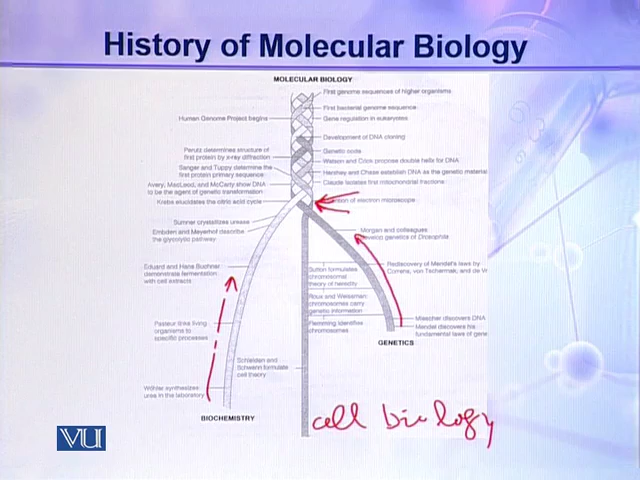 History of Molecular Biology
MOLECULAR BIOLOGY
First genome sequences of higher organisms
First bacterial genome sequence
Human Genome Project begins
Gene regulation in eukaryotes
Development of DNA cloning
Perutz determines structure of
first protein by x-ray diffraction
Genetic code
Watson and Crick propose double helix for DNA
Sanger and Tuppy determine the
first protein primary sequence
Hershey and Chase establish DNA as the genetic material
Claude isolates first mitochondrial fractions
Avery, MacLeod, and McCarty show DNA
to be the agent of genetic transformation
Krebs elucidates the citric acid cycle
of electron microscope
Sumner crystallizes urease
Embden and Meyerhof describe
the glycolytic pathway
Morgan and colleagues
develop genetics of Drosophila
Eduard and Hans Buchner
demonstrate fermentation
with cell extracts
Rediscovery of Mendel's laws by
Correns, von Tschermak, and de V
Sutton formulates
chromosomal
theory of heredity
Roux and Weisman:
chromosomes carry
genetic information
Pasteur links living
organisms to
specific processes
Flemming identifies
chromosomes
Miescher discovers DNA
Mendel discovers his
fundamental laws of gene
GENETICS
Schleiden and
Schwann formulate
cell theory
Wöhler synthesizes
urea in the laboratory
BIOCHEMISTRY
cell biology
VU